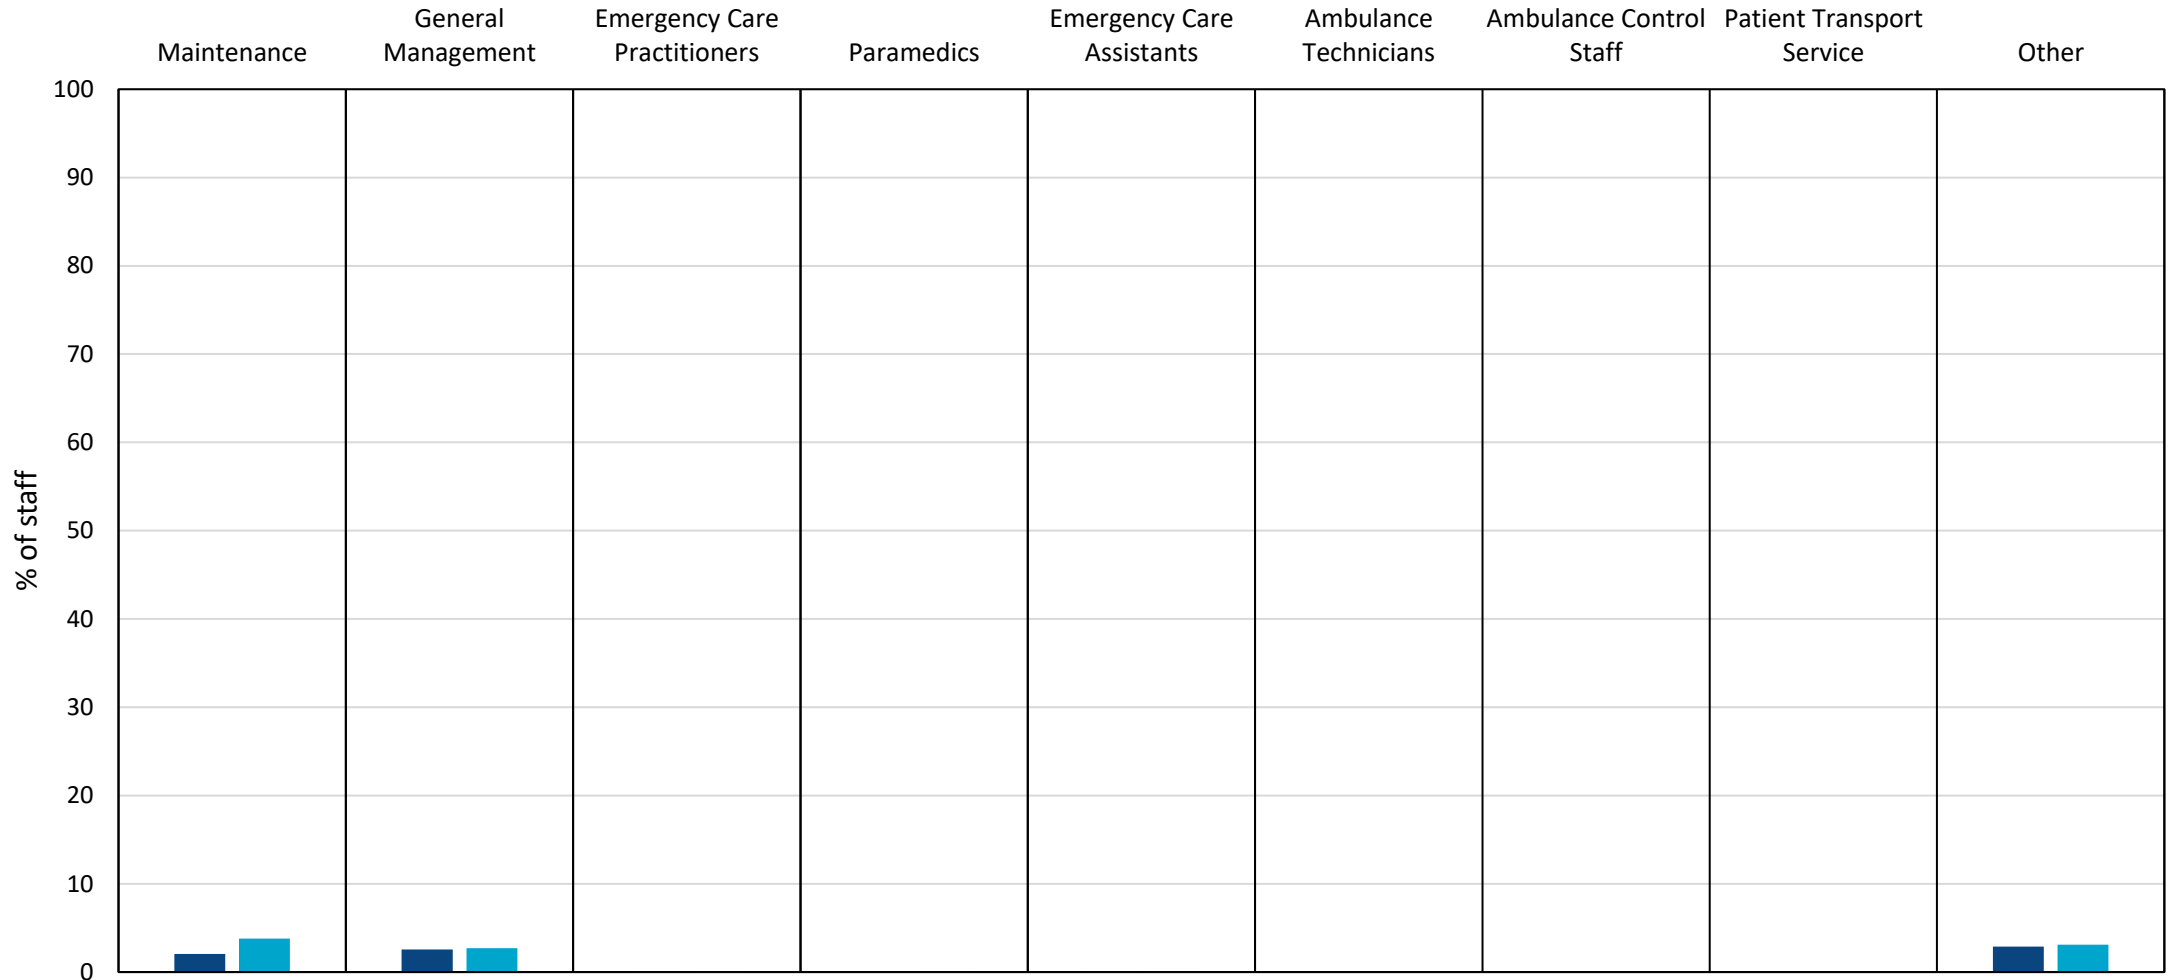 Maintenance
General
Management
Emergency Care
Practitioners
Paramedics
Emergency Care
Assistants
Ambulance
Technicians
Ambulance Control
Staff
Patient Transport
Service
Other
100
90
80
70
60
50
40
30
20
10
0
% of staff